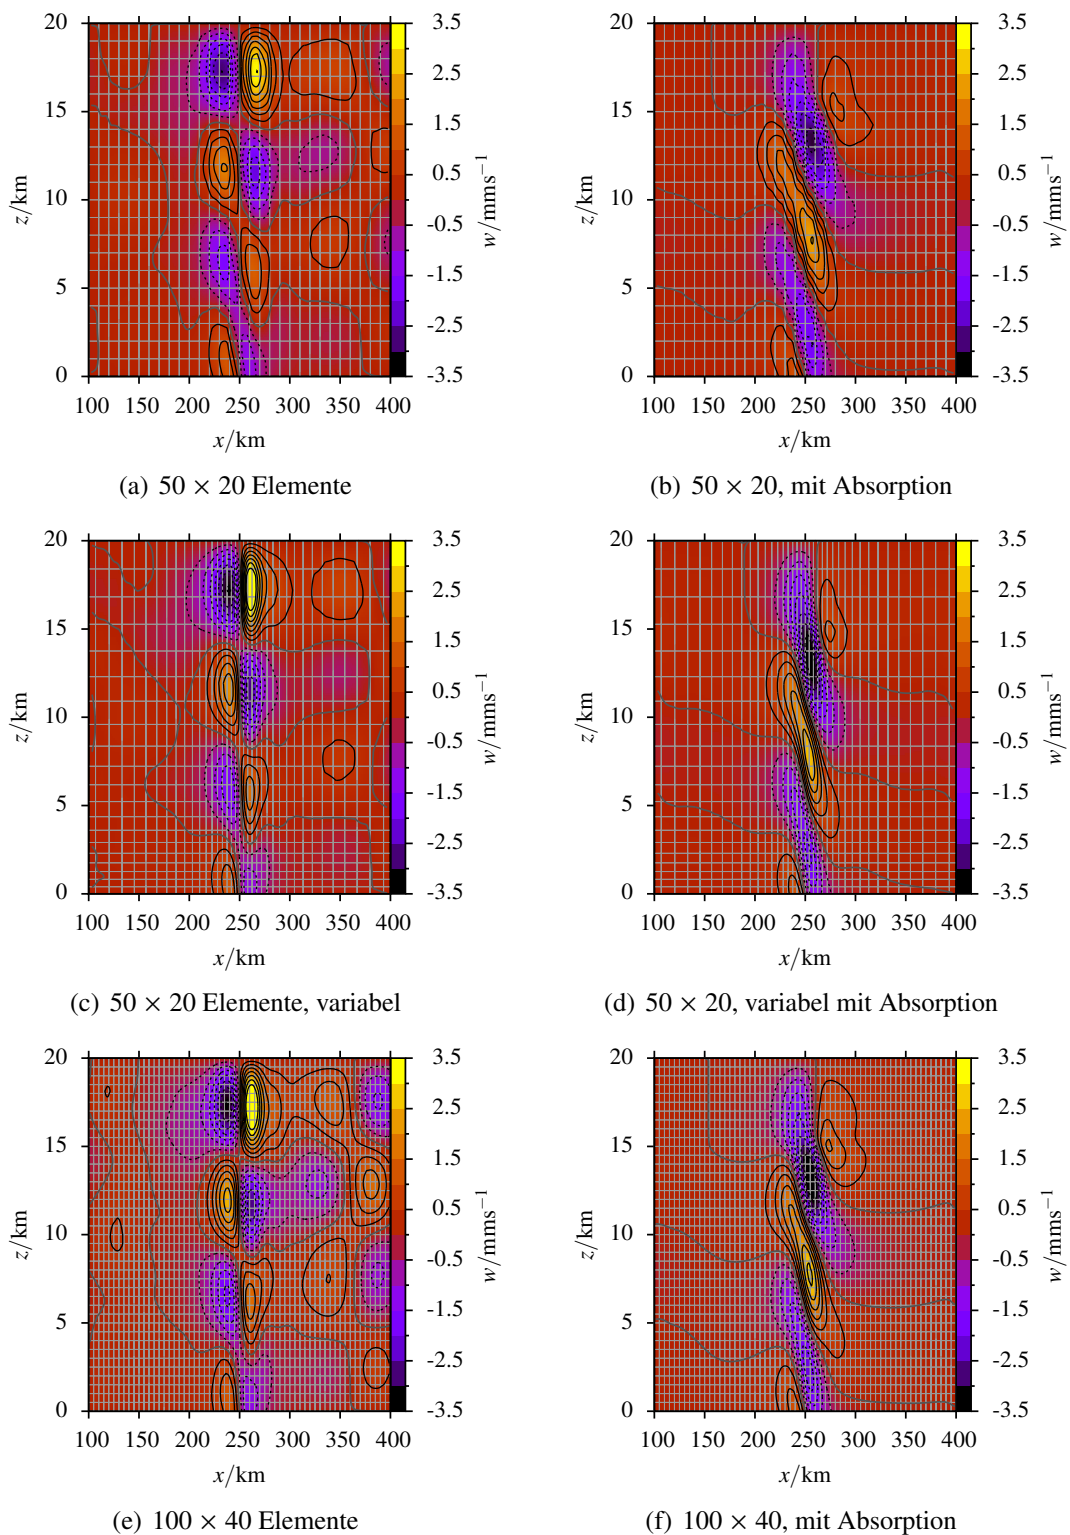 20
15
10
5
0
z/km
100 150 200 250 300 350 400
x/km
3.5
2.5
1.5
0.5
-0.5
-1.5
-2.5
-3.5
w/mms⁻¹
(a) 50 × 20 Elemente
20
15
10
5
0
z/km
100 150 200 250 300 350 400
x/km
3.5
2.5
1.5
0.5
-0.5
-1.5
-2.5
-3.5
w/mms⁻¹
(b) 50 × 20, mit Absorption
20
15
10
5
0
z/km
100 150 200 250 300 350 400
x/km
3.5
2.5
1.5
0.5
-0.5
-1.5
-2.5
-3.5
w/mms⁻¹
(c) 50 × 20 Elemente, variabel
20
15
10
5
0
z/km
100 150 200 250 300 350 400
x/km
3.5
2.5
1.5
0.5
-0.5
-1.5
-2.5
-3.5
w/mms⁻¹
(d) 50 × 20, variabel mit Absorption
20
15
10
5
0
z/km
100 150 200 250 300 350 400
x/km
3.5
2.5
1.5
0.5
-0.5
-1.5
-2.5
-3.5
w/mms⁻¹
(e) 100 × 40 Elemente
20
15
10
5
0
z/km
100 150 200 250 300 350 400
x/km
3.5
2.5
1.5
0.5
-0.5
-1.5
-2.5
-3.5
w/mms⁻¹
(f) 100 × 40, mit Absorption